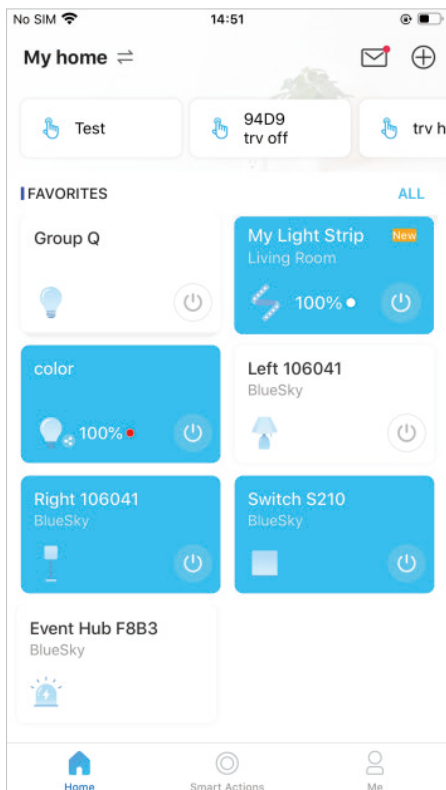 No SIM 14:51
My home
Test
94D9
trv off
trv h
FAVORITES ALL
Group Q
My Light Strip New
Living Room
100%
color
100%
Left 106041
BlueSky
Right 106041
BlueSky
Switch S210
BlueSky
Event Hub F8B3
BlueSky
Home Smart Actions Me